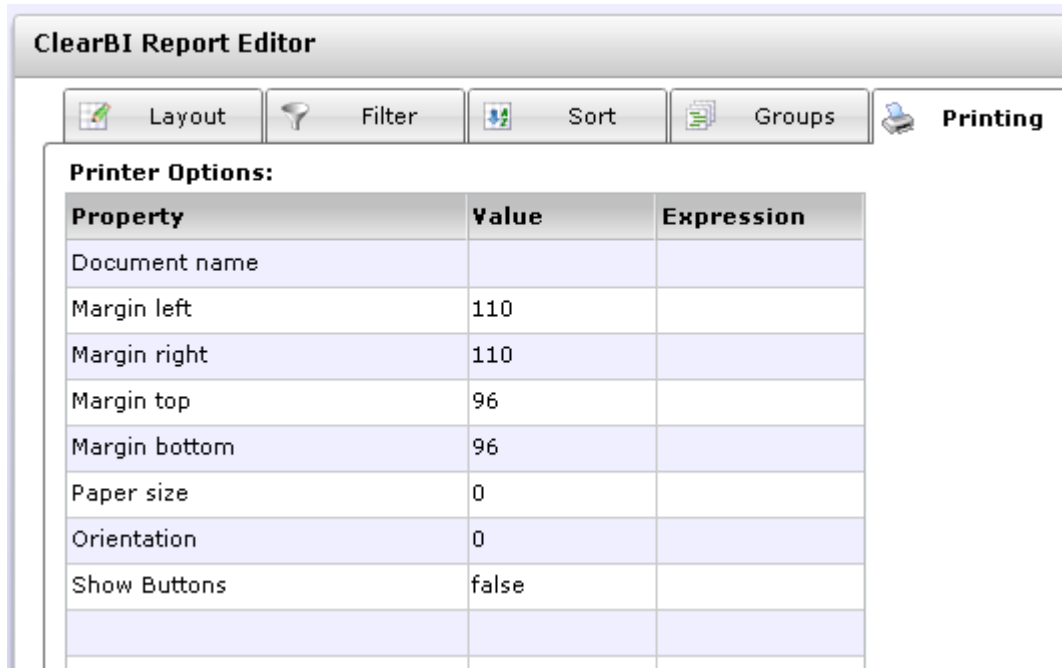 ClearBI Report Editor
Layout Filter Sort Groups Printing
Printer Options:
Property Value Expression
Document name
Margin left 110
Margin right 110
Margin top 96
Margin bottom 96
Paper size 0
Orientation 0
Show Buttons false